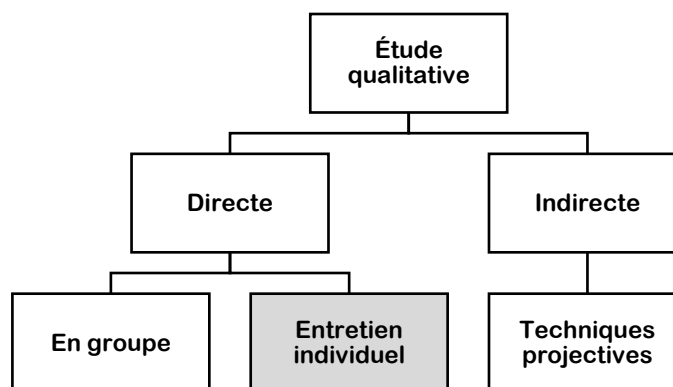 Étude
qualitative
Directe
Indirecte
En groupe
Entretien
individuel
Techniques
projectives